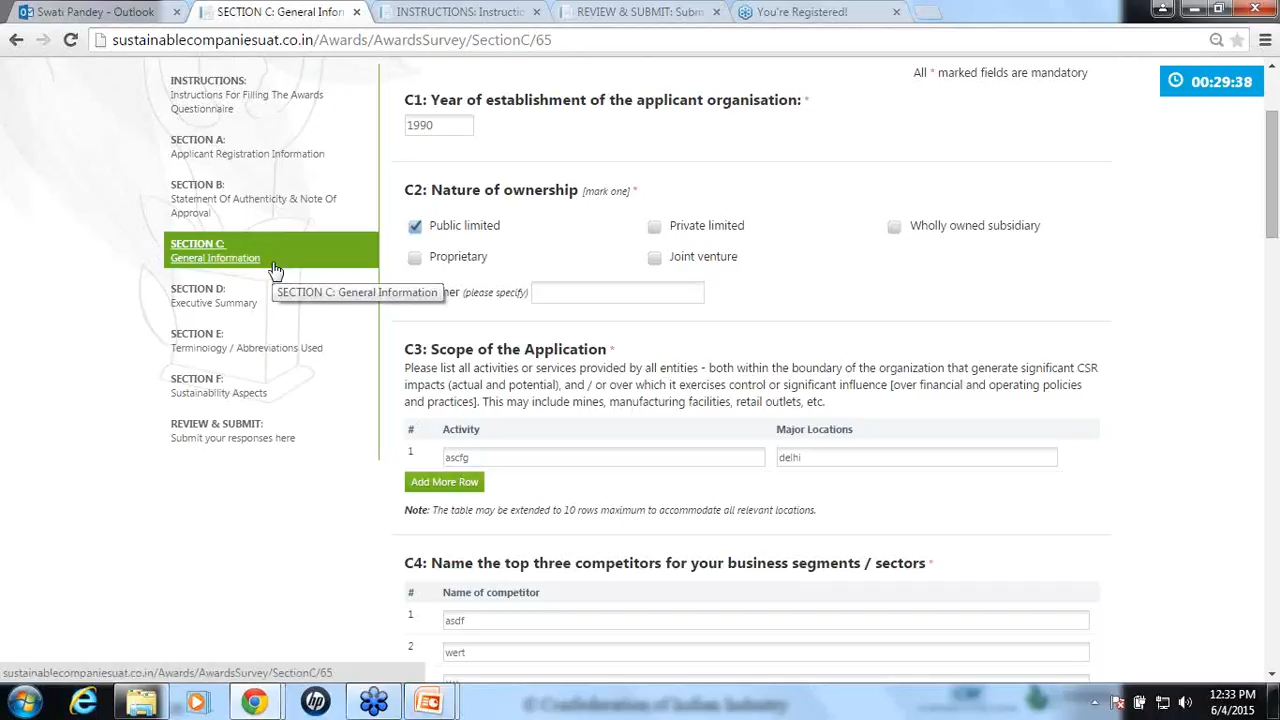 Swati Pandey - Outlook
SECTION C: General Infor
INSTRUCTIONS: Instructio
REVIEW & SUBMIT: Subm
You're Registered!
sustainablecompaniesuat.co.in/Awards/AwardsSurvey/SectionC/65
00:29:38
INSTRUCTIONS:
Instructions For Filling The Awards
Questionnaire
SECTION A:
Applicant Registration Information
SECTION B:
Statement Of Authenticity & Note Of
Approval
SECTION C:
General Information
SECTION C: General Information
SECTION D:
Executive Summary
SECTION E:
Terminology / Abbreviations Used
SECTION F:
Sustainability Aspects
REVIEW & SUBMIT:
Submit your responses here
All * marked fields are mandatory
C1: Year of establishment of the applicant organisation: *
1990
C2: Nature of ownership [mark one] *
Public limited Private limited Wholly owned subsidiary
Proprietary Joint venture
her (please specify)
C3: Scope of the Application *
Please list all activities or services provided by all entities - both within the boundary of the organization that generate significant CSR
impacts (actual and potential), and / or over which it exercises control or significant influence [over financial and operating policies
and practices]. This may include mines, manufacturing facilities, retail outlets, etc.
# Activity Major Locations
1 ascfg delhi
Add More Row
Note: The table may be extended to 10 rows maximum to accommodate all relevant locations.
C4: Name the top three competitors for your business segments / sectors *
# Name of competitor
1 asdf
2 wert
sustainablecompaniesuat.co.in/Awards/AwardsSurvey/SectionC/65
12:33 PM
6/4/2015